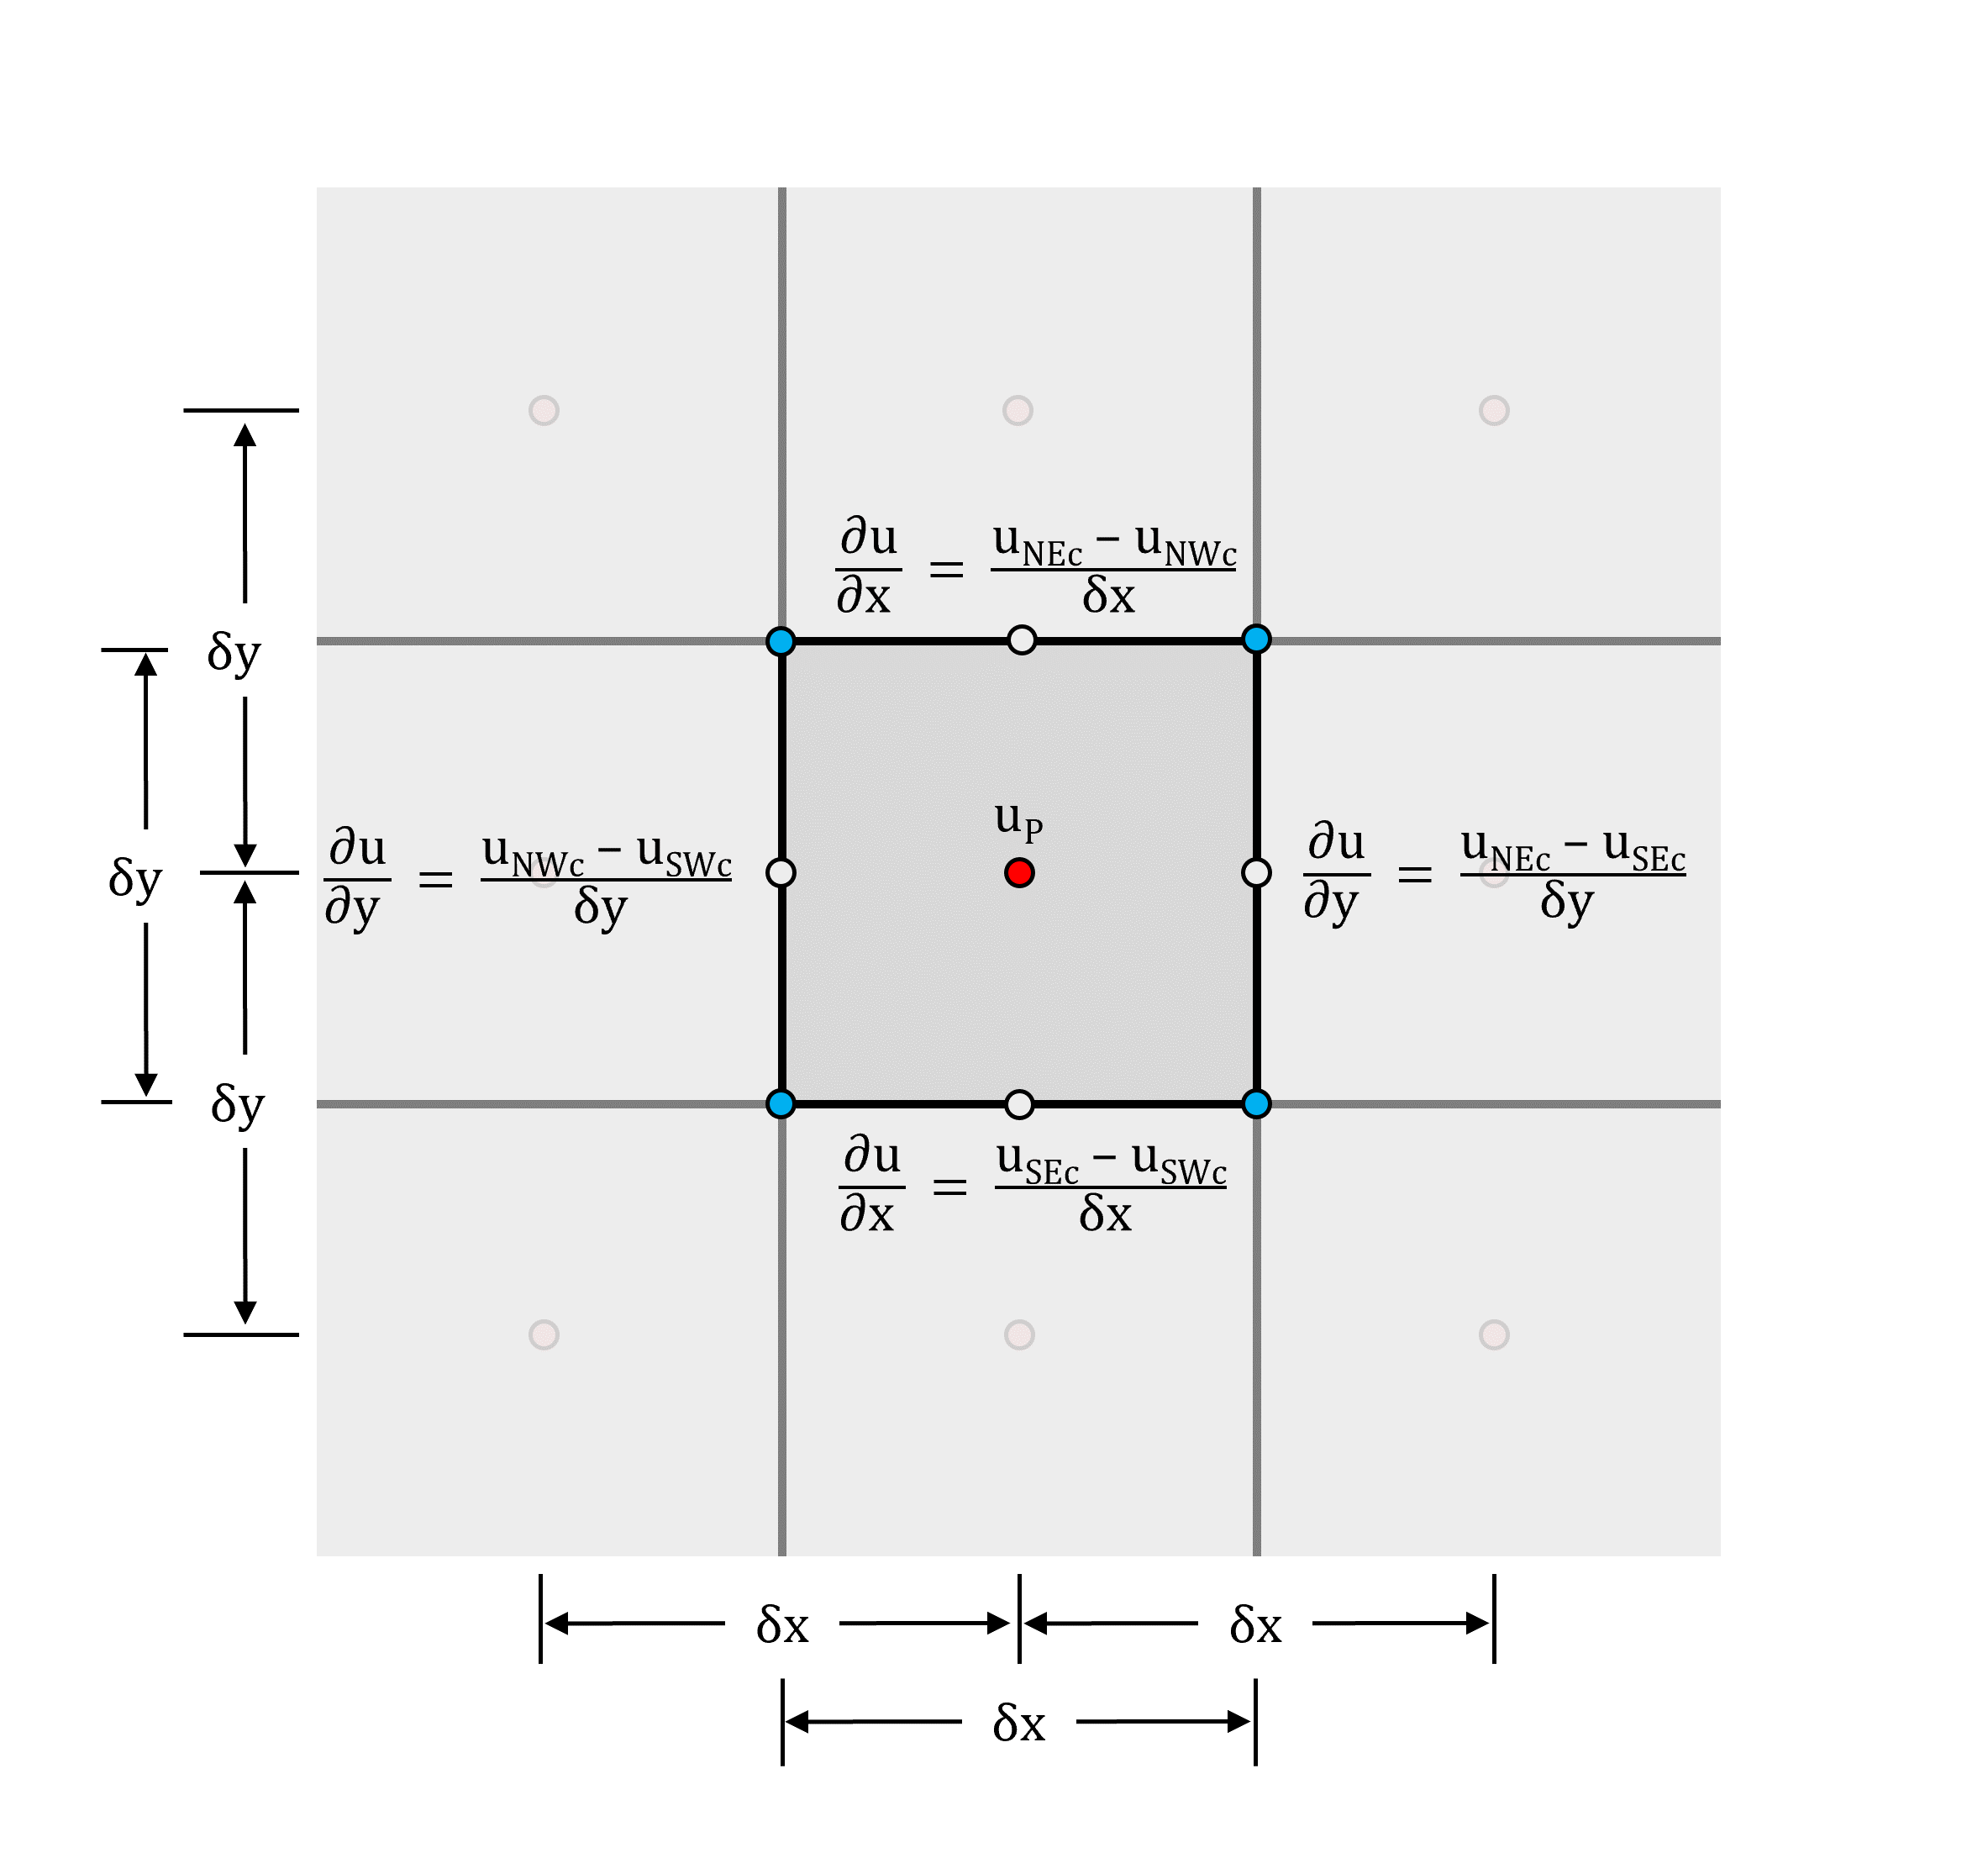 ∂u/∂x = (u_NEc − u_NWc)/δx
δy
u_P
δy
∂u/∂y = (u_NWc − u_SWc)/δy
∂u/∂y = (u_NEc − u_SEc)/δy
δy
∂u/∂x = (u_SEc − u_SWc)/δx
δx δx
δx